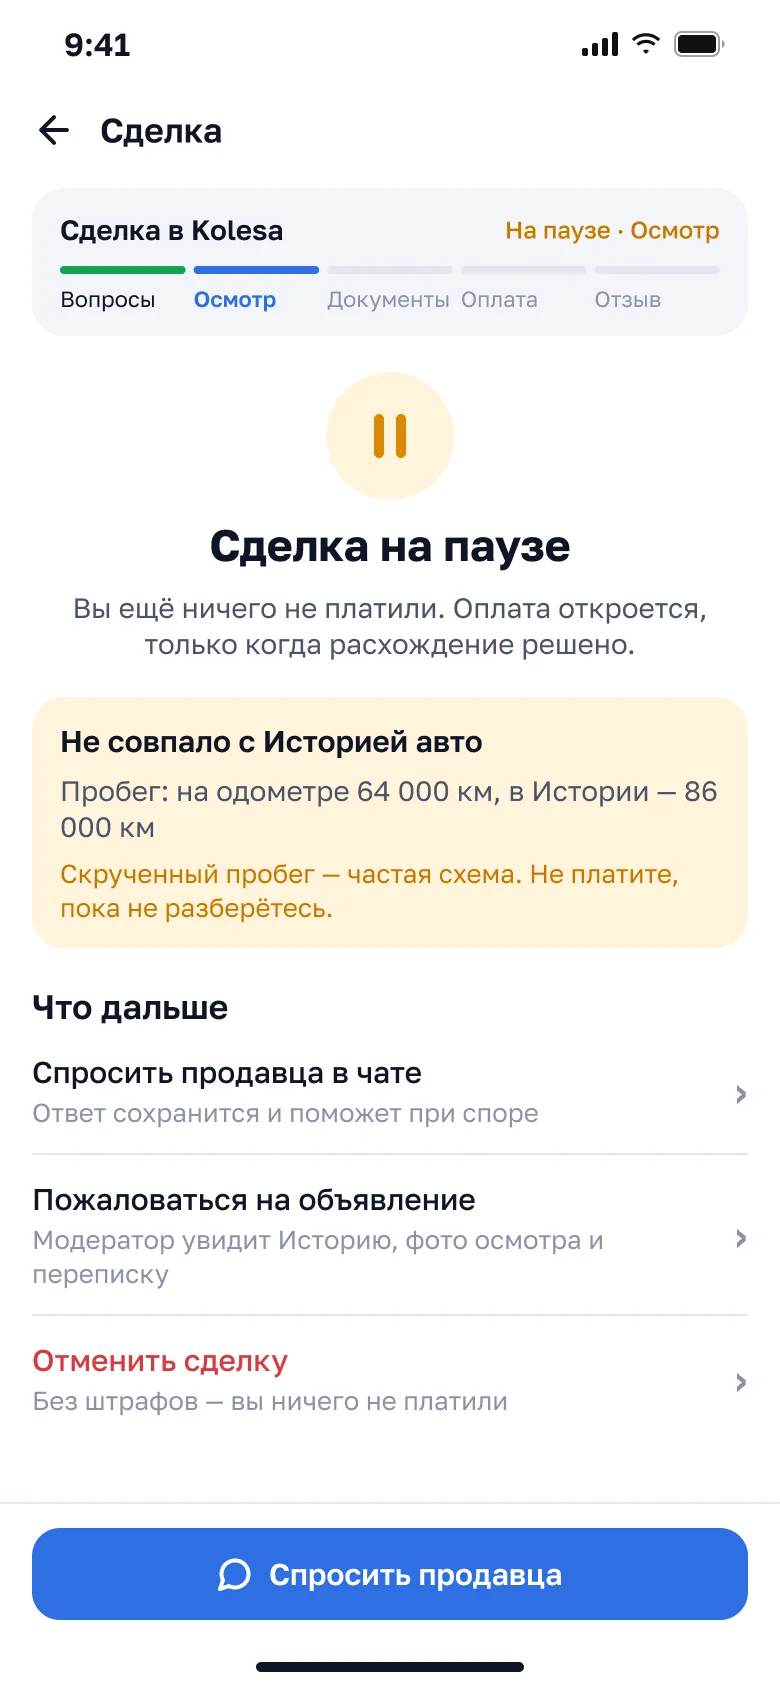 9:41
Сделка
Сделка в Kolesa
На паузе · Осмотр
Вопросы
Осмотр
Документы
Оплата
Отзыв
Сделка на паузе
Вы ещё ничего не платили. Оплата откроется,
только когда расхождение решено.
Не совпало с Историей авто
Пробег: на одометре 64 000 км, в Истории — 86
000 км
Скрученный пробег — частая схема. Не платите,
пока не разберётесь.
Что дальше
Спросить продавца в чате
Ответ сохранится и поможет при споре
Пожаловаться на объявление
Модератор увидит Историю, фото осмотра и
переписку
Отменить сделку
Без штрафов — вы ничего не платили
Спросить продавца